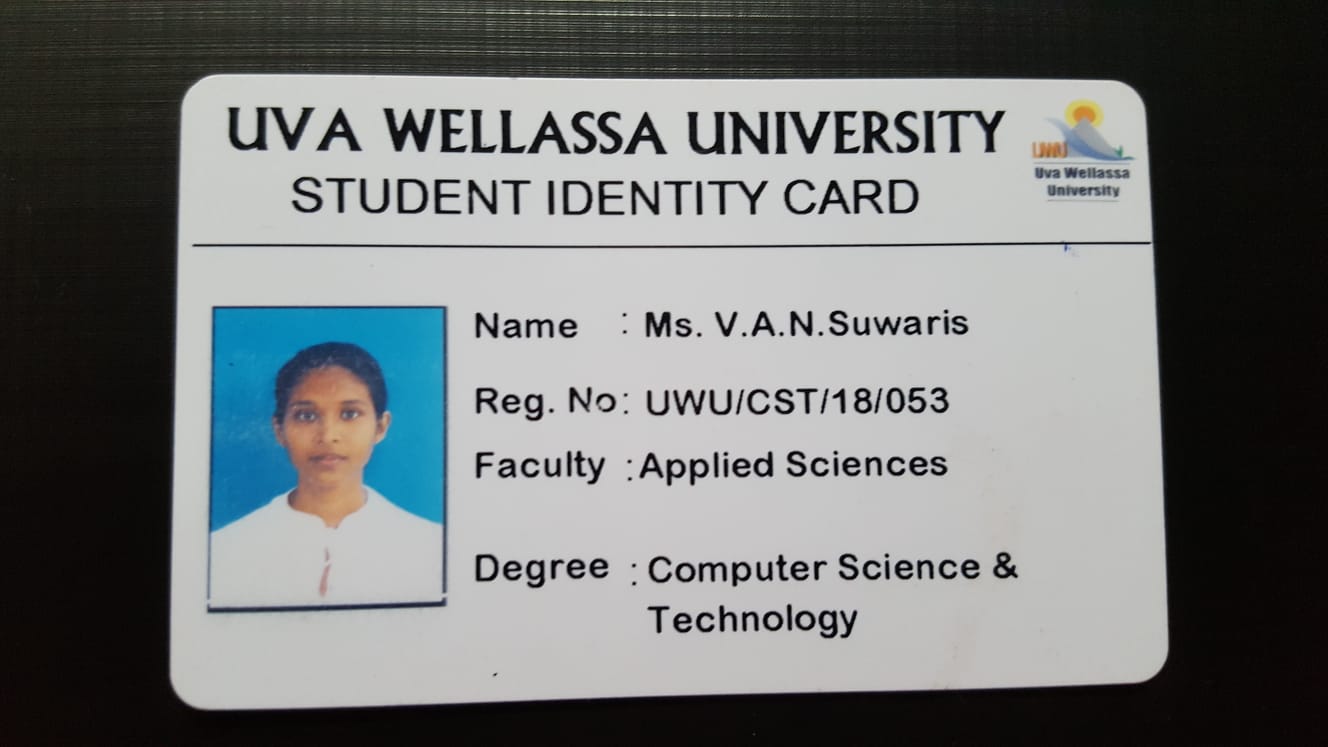 UVA WELLASSA UNIVERSITY
STUDENT IDENTITY CARD
UWU
Uva Wellassa
University
Name : Ms. V.A.N.Suwaris
Reg. No: UWU/CST/18/053
Faculty : Applied Sciences
Degree : Computer Science &
Technology